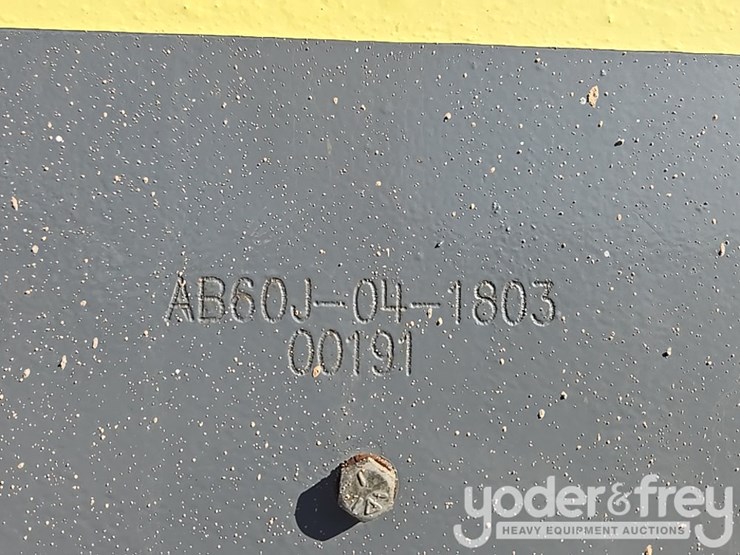 AB60J-04-1803
00191
yoder&frey
HEAVY EQUIPMENT AUCTIONS